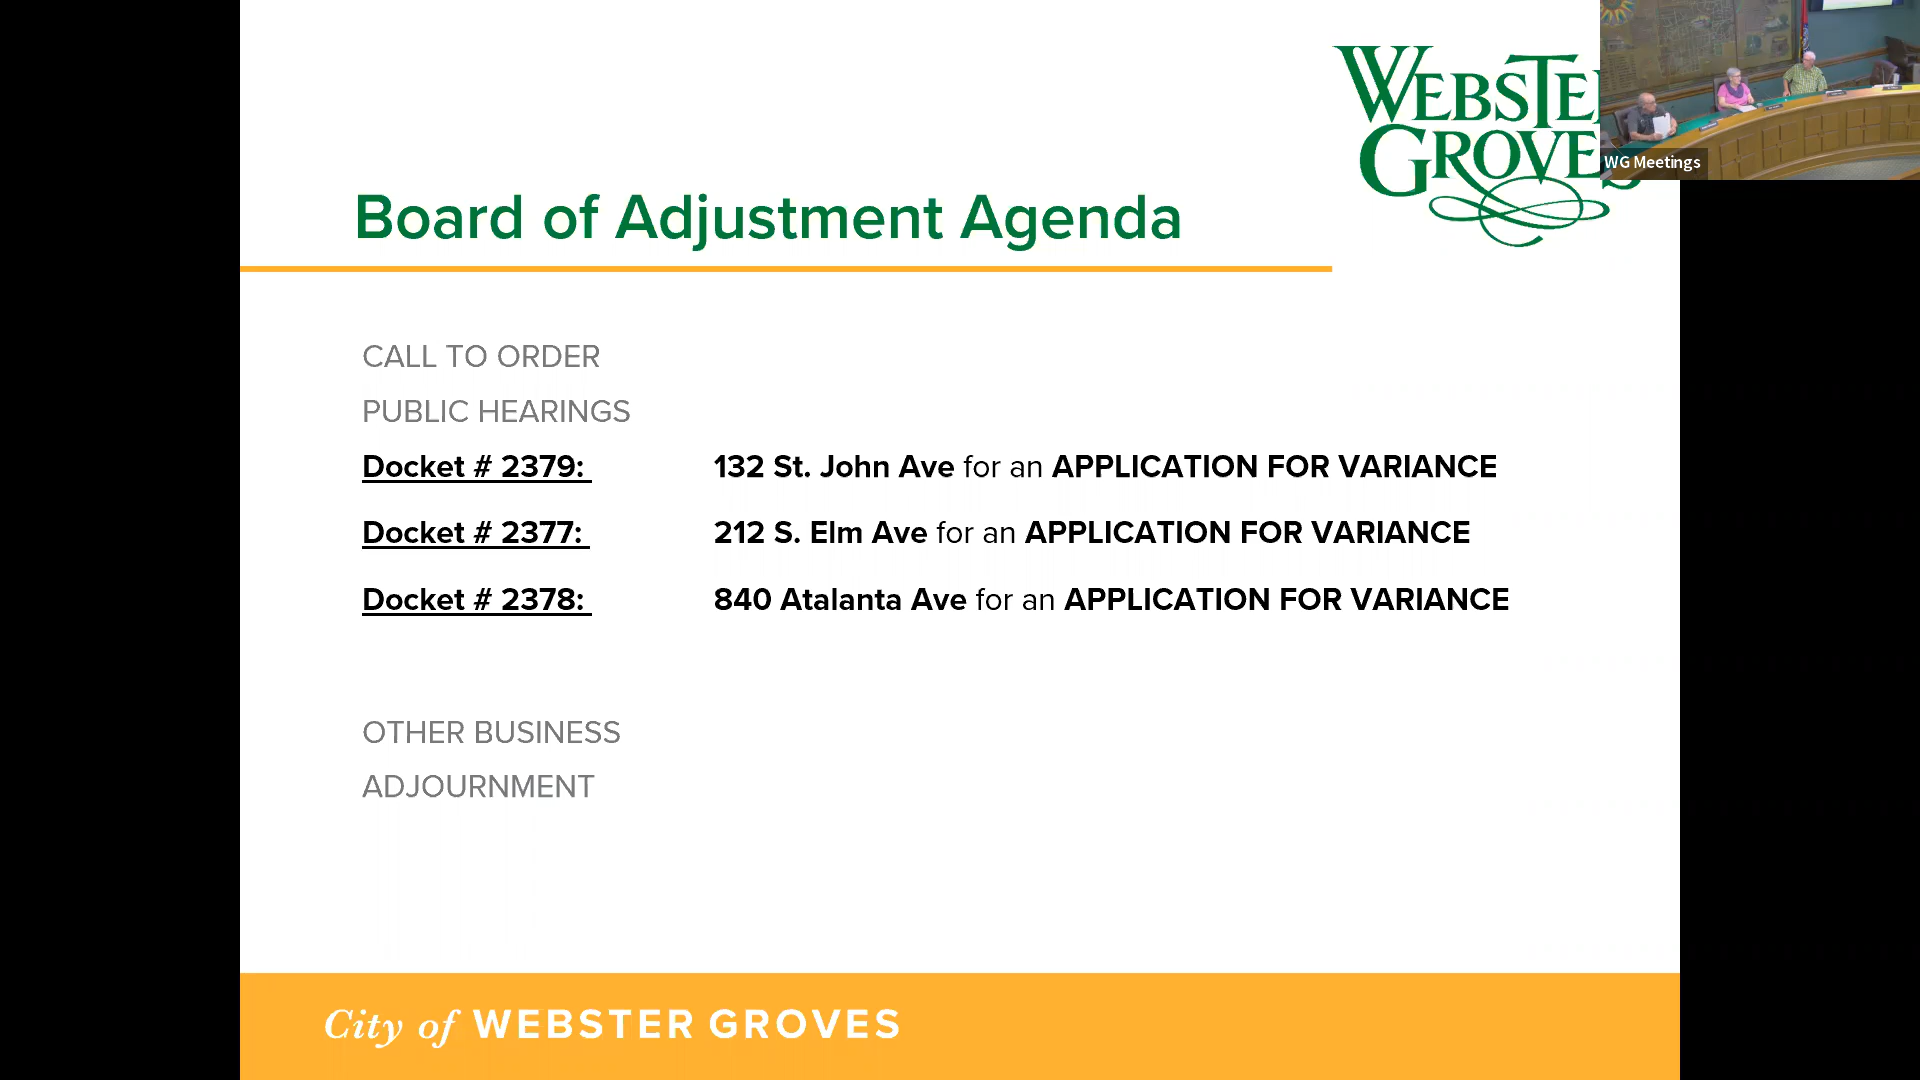 WEBSTE
GROVES
WG Meetings
Board of Adjustment Agenda
CALL TO ORDER
PUBLIC HEARINGS
Docket # 2379: 132 St. John Ave for an APPLICATION FOR VARIANCE
Docket # 2377: 212 S. Elm Ave for an APPLICATION FOR VARIANCE
Docket # 2378: 840 Atalanta Ave for an APPLICATION FOR VARIANCE
OTHER BUSINESS
ADJOURNMENT
City of WEBSTER GROVES